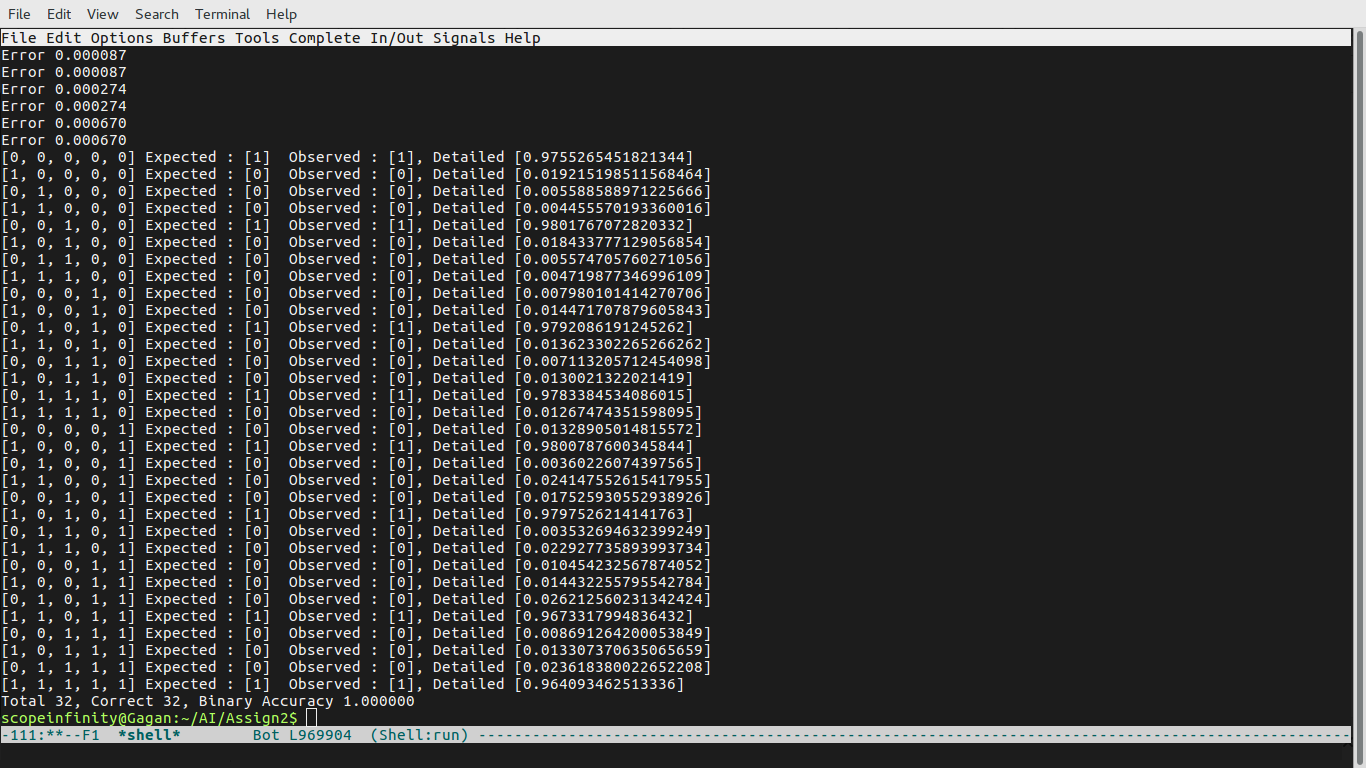 File Edit View Search Terminal Help
File Edit Options Buffers Tools Complete In/Out Signals Help
Error 0.000087
Error 0.000087
Error 0.000274
Error 0.000274
Error 0.000670
Error 0.000670
[0, 0, 0, 0, 0] Expected : [1]  Observed : [1], Detailed [0.9755265451821344]
[1, 0, 0, 0, 0] Expected : [0]  Observed : [0], Detailed [0.019215198511568464]
[0, 1, 0, 0, 0] Expected : [0]  Observed : [0], Detailed [0.005588588971225666]
[1, 1, 0, 0, 0] Expected : [0]  Observed : [0], Detailed [0.004455570193360016]
[0, 0, 1, 0, 0] Expected : [1]  Observed : [1], Detailed [0.9801767072820332]
[1, 0, 1, 0, 0] Expected : [0]  Observed : [0], Detailed [0.018433777129056854]
[0, 1, 1, 0, 0] Expected : [0]  Observed : [0], Detailed [0.005574705760271056]
[1, 1, 1, 0, 0] Expected : [0]  Observed : [0], Detailed [0.004719877346996109]
[0, 0, 0, 1, 0] Expected : [0]  Observed : [0], Detailed [0.007980101414270706]
[1, 0, 0, 1, 0] Expected : [0]  Observed : [0], Detailed [0.014471707879605843]
[0, 1, 0, 1, 0] Expected : [1]  Observed : [1], Detailed [0.9792086191245262]
[1, 1, 0, 1, 0] Expected : [0]  Observed : [0], Detailed [0.013623302265266262]
[0, 0, 1, 1, 0] Expected : [0]  Observed : [0], Detailed [0.007113205712454098]
[1, 0, 1, 1, 0] Expected : [0]  Observed : [0], Detailed [0.0130021322021419]
[0, 1, 1, 1, 0] Expected : [1]  Observed : [1], Detailed [0.9783384534086015]
[1, 1, 1, 1, 0] Expected : [0]  Observed : [0], Detailed [0.01267474351598095]
[0, 0, 0, 0, 1] Expected : [0]  Observed : [0], Detailed [0.01328905014815572]
[1, 0, 0, 0, 1] Expected : [1]  Observed : [1], Detailed [0.9800787600345844]
[0, 1, 0, 0, 1] Expected : [0]  Observed : [0], Detailed [0.00360226074397565]
[1, 1, 0, 0, 1] Expected : [0]  Observed : [0], Detailed [0.024147552615417955]
[0, 0, 1, 0, 1] Expected : [0]  Observed : [0], Detailed [0.017525930552938926]
[1, 0, 1, 0, 1] Expected : [1]  Observed : [1], Detailed [0.9797526214141763]
[0, 1, 1, 0, 1] Expected : [0]  Observed : [0], Detailed [0.003532694632399249]
[1, 1, 1, 0, 1] Expected : [0]  Observed : [0], Detailed [0.022927735893993734]
[0, 0, 0, 1, 1] Expected : [0]  Observed : [0], Detailed [0.010454232567874052]
[1, 0, 0, 1, 1] Expected : [0]  Observed : [0], Detailed [0.014432255795542784]
[0, 1, 0, 1, 1] Expected : [0]  Observed : [0], Detailed [0.026212560231342424]
[1, 1, 0, 1, 1] Expected : [1]  Observed : [1], Detailed [0.9673317994836432]
[0, 0, 1, 1, 1] Expected : [0]  Observed : [0], Detailed [0.008691264200053849]
[1, 0, 1, 1, 1] Expected : [0]  Observed : [0], Detailed [0.013307370635065659]
[0, 1, 1, 1, 1] Expected : [0]  Observed : [0], Detailed [0.023618380022652208]
[1, 1, 1, 1, 1] Expected : [1]  Observed : [1], Detailed [0.964093462513336]
Total 32, Correct 32, Binary Accuracy 1.000000
scopeinfinity@Gagan:~/AI/Assign2$
-111:**--F1  *shell*        Bot L969904  (Shell:run) -------------------------------------------------------------------------------------------------